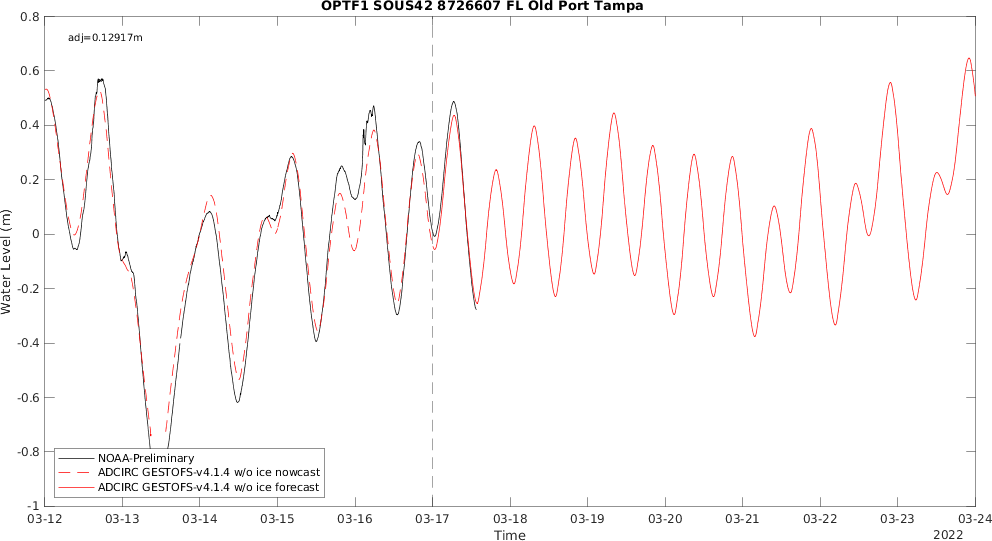 OPTF1 SOUS42 8726607 FL Old Port Tampa
adj=0.12917m
0.8
0.6
0.4
0.2
0
-0.2
-0.4
-0.6
-0.8
-1
Water Level (m)
NOAA-Preliminary
ADCIRC GESTOFS-v4.1.4 w/o ice nowcast
ADCIRC GESTOFS-v4.1.4 w/o ice forecast
03-12 03-13 03-14 03-15 03-16 03-17 03-18 03-19 03-20 03-21 03-22 03-23 03-24
Time
2022